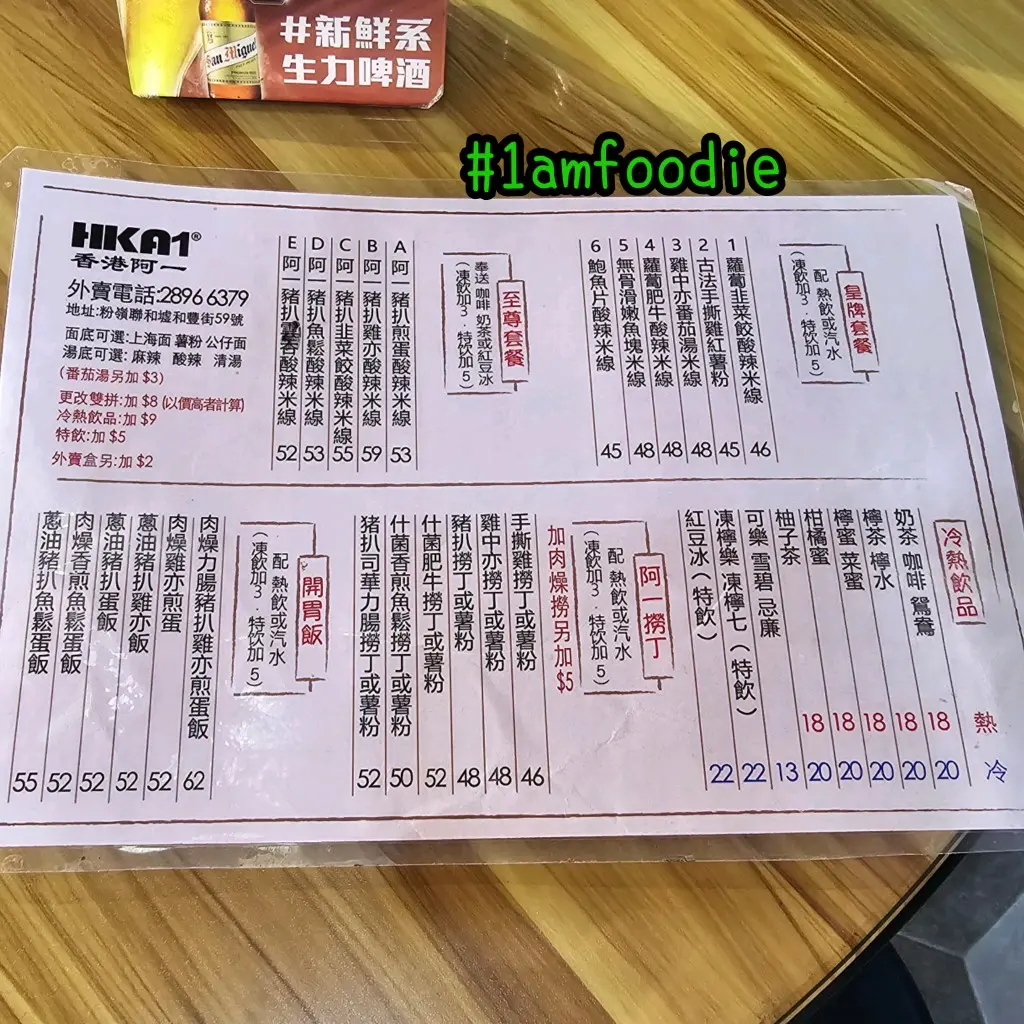 #新鮮系
生力啤酒
San Miguel
#1amfoodie
HKA1®
香港阿一
外賣電話:2896 6379
地址:粉嶺聯和墟和豐街59號
面底可選:上海面 薯粉 公仔面
湯底可選:麻辣 酸辣 清湯
(番茄湯另加 $3)
更改雙拼:加 $8 (以價高者計算)
冷熱飲品:加 $9
特飲:加 $5
外賣盒另:加 $2
皇牌套餐
配 熱飲或汽水
(凍飲加3·特饮加5)
1 蘿蔔韭菜餃酸辣米線 46
2 古法手撕雞紅薯粉 45
3 雞中亦番茄湯米線 48
4 蘿蔔肥牛酸辣米線 48
5 無骨滑嫩魚塊米線 48
6 鮑魚片酸辣米線 45
至尊套餐
奉送 咖啡 奶茶或紅豆冰
(凍飲加3·特饮加5)
A 阿一豬扒煎蛋酸辣米線 53
B 阿一豬扒雞亦酸辣米線 59
C 阿一豬扒韭菜餃酸辣米線 55
D 阿一豬扒魚鬆酸辣米線 53
E 阿一豬扒酸辣米線 52
冷熱飲品
熱 冷
奶茶 咖啡 鴛鴦 18 20
檸茶 檸水 18 20
檸蜜 菜蜜 18 20
柑橘蜜 18 20
柚子茶 18 20
可樂 雪碧 忌廉 13
凍檸樂 凍檸七(特飲) 22
紅豆冰(特飲) 22
阿一撈丁
配 熱飲或汽水
(凍飲加3·特饮加5)
加肉燥撈另加$5
手撕雞撈丁或薯粉 46
雞中亦撈丁或薯粉 48
豬扒撈丁或薯粉 48
什菌肥牛撈丁或薯粉 52
什菌香煎魚鬆撈丁或薯粉 50
豬扒司華力腸撈丁或薯粉 52
開胃飯
配 熱飲或汽水
(凍飲加3·特饮加5)
肉燥力腸豬扒雞亦煎蛋飯 62
肉燥雞亦煎蛋 52
蔥油豬扒雞亦飯 52
蔥油豬扒蛋飯 52
肉燥香煎魚鬆蛋飯 52
蔥油豬扒魚鬆蛋飯 55